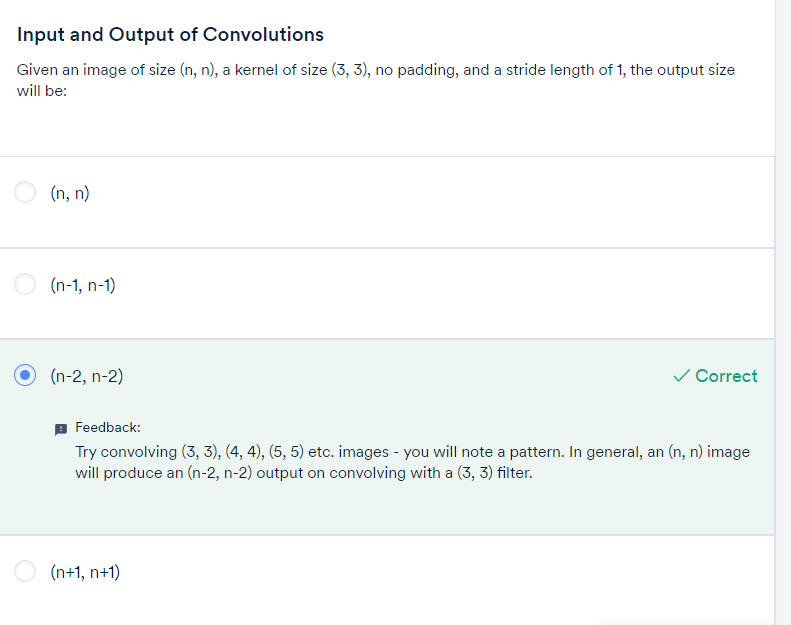 Input and Output of Convolutions
Given an image of size (n, n), a kernel of size (3, 3), no padding, and a stride length of 1, the output size
will be:
(n, n)
(n-1, n-1)
(n-2, n-2)
Correct
Feedback:
Try convolving (3, 3), (4, 4), (5, 5) etc. images - you will note a pattern. In general, an (n, n) image
will produce an (n-2, n-2) output on convolving with a (3, 3) filter.
(n+1, n+1)